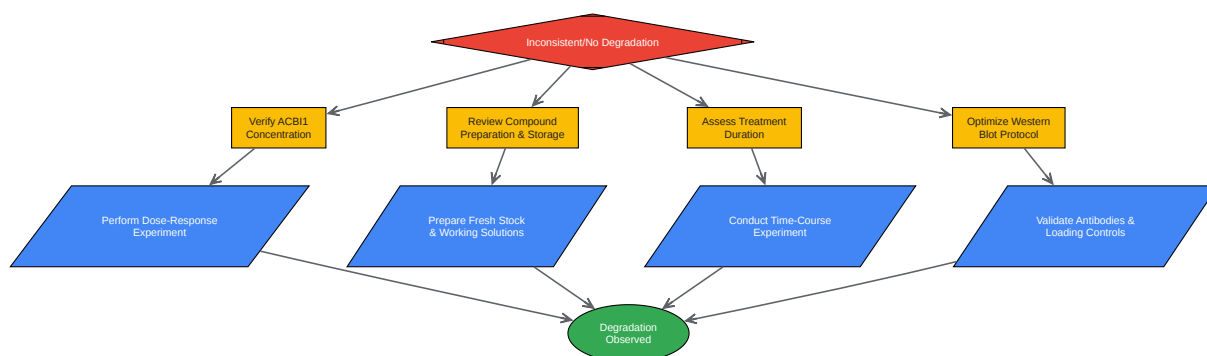 Inconsistent/No Degradation
Verify ACBI1
Concentration
Review Compound
Preparation & Storage
Assess Treatment
Duration
Optimize Western
Blot Protocol
Perform Dose-Response
Experiment
Prepare Fresh Stock
& Working Solutions
Conduct Time-Course
Experiment
Validate Antibodies &
Loading Controls
Degradation
Observed